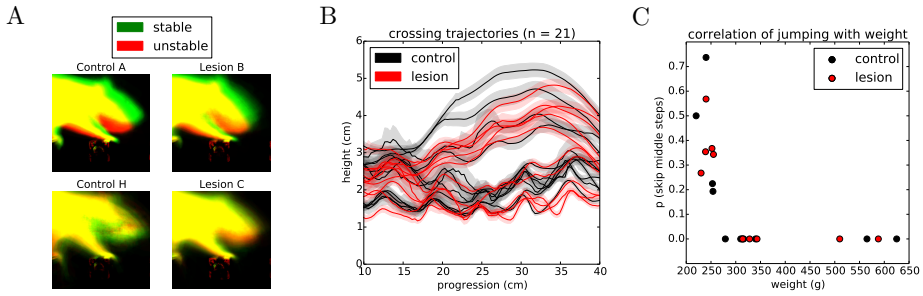 A
stable
unstable
Control A
Lesion B
Control H
Lesion C
B
crossing trajectories (n = 21)
control
lesion
height (cm)
6
5
4
3
2
1
0
10 15 20 25 30 35 40
progression (cm)
C
correlation of jumping with weight
control
lesion
p (skip middle steps)
0.7
0.6
0.5
0.4
0.3
0.2
0.1
0.0
200 250 300 350 400 450 500 550 600 650
weight (g)